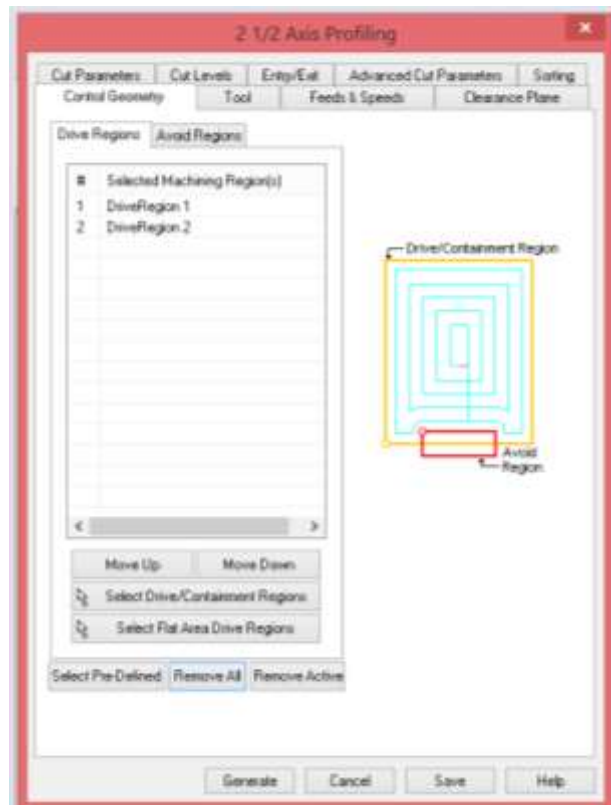 2 1/2 Axis Profiling
Cut Parameters Cut Levels Entry/Exit Advanced Cut Parameters Sorting
Control Geometry Tool Feeds & Speeds Clearance Plane
Drive Regions Avoid Regions
# Selected Machining Region(s)
1 DriveRegion 1
2 DriveRegion 2
Drive/Containment Region
Avoid
Region
Move Up Move Down
Select Drive/Containment Regions
Select Flat Area Drive Regions
Select Pre-Defined Remove All Remove Active
Generate Cancel Save Help